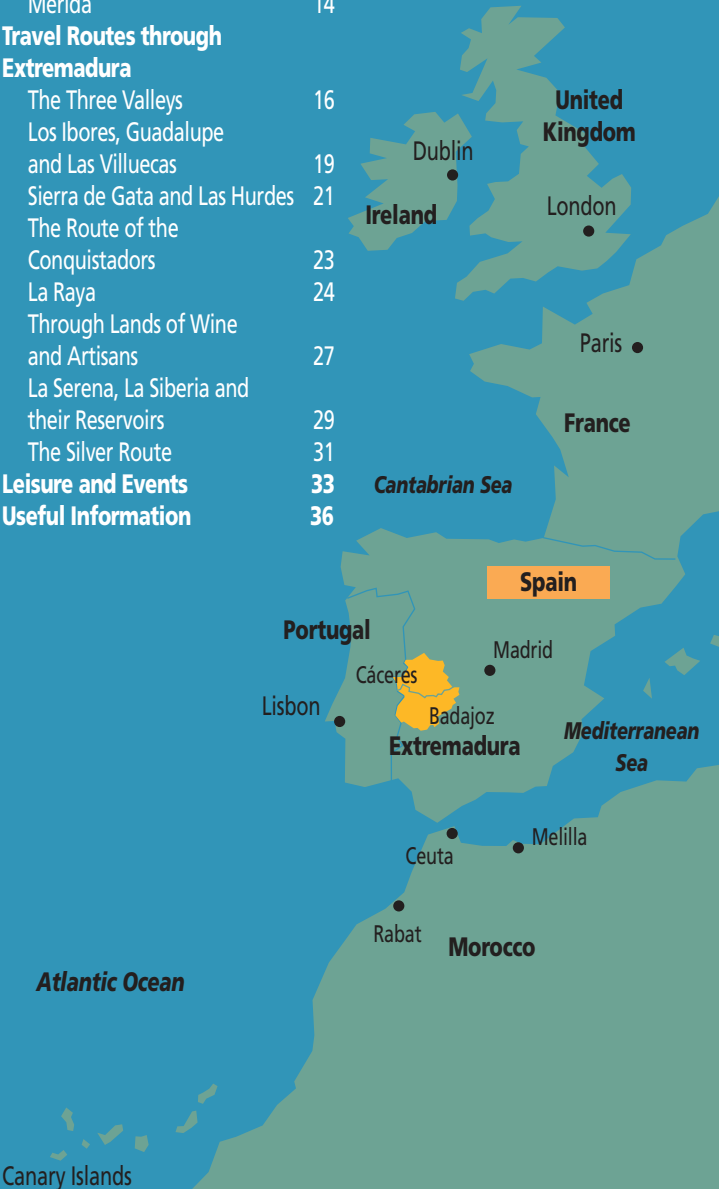 Mérida 14
Travel Routes through
Extremadura
The Three Valleys 16
Los Ibores, Guadalupe
and Las Villuecas 19
Sierra de Gata and Las Hurdes 21
The Route of the
Conquistadors 23
La Raya 24
Through Lands of Wine
and Artisans 27
La Serena, La Siberia and
their Reservoirs 29
The Silver Route 31
Leisure and Events 33
Useful Information 36
United
Kingdom
Dublin
London
Ireland
Paris
France
Cantabrian Sea
Spain
Portugal
Madrid
Cáceres
Lisbon
Badajoz
Extremadura
Mediterranean
Sea
Melilla
Ceuta
Rabat
Morocco
Atlantic Ocean
Canary Islands